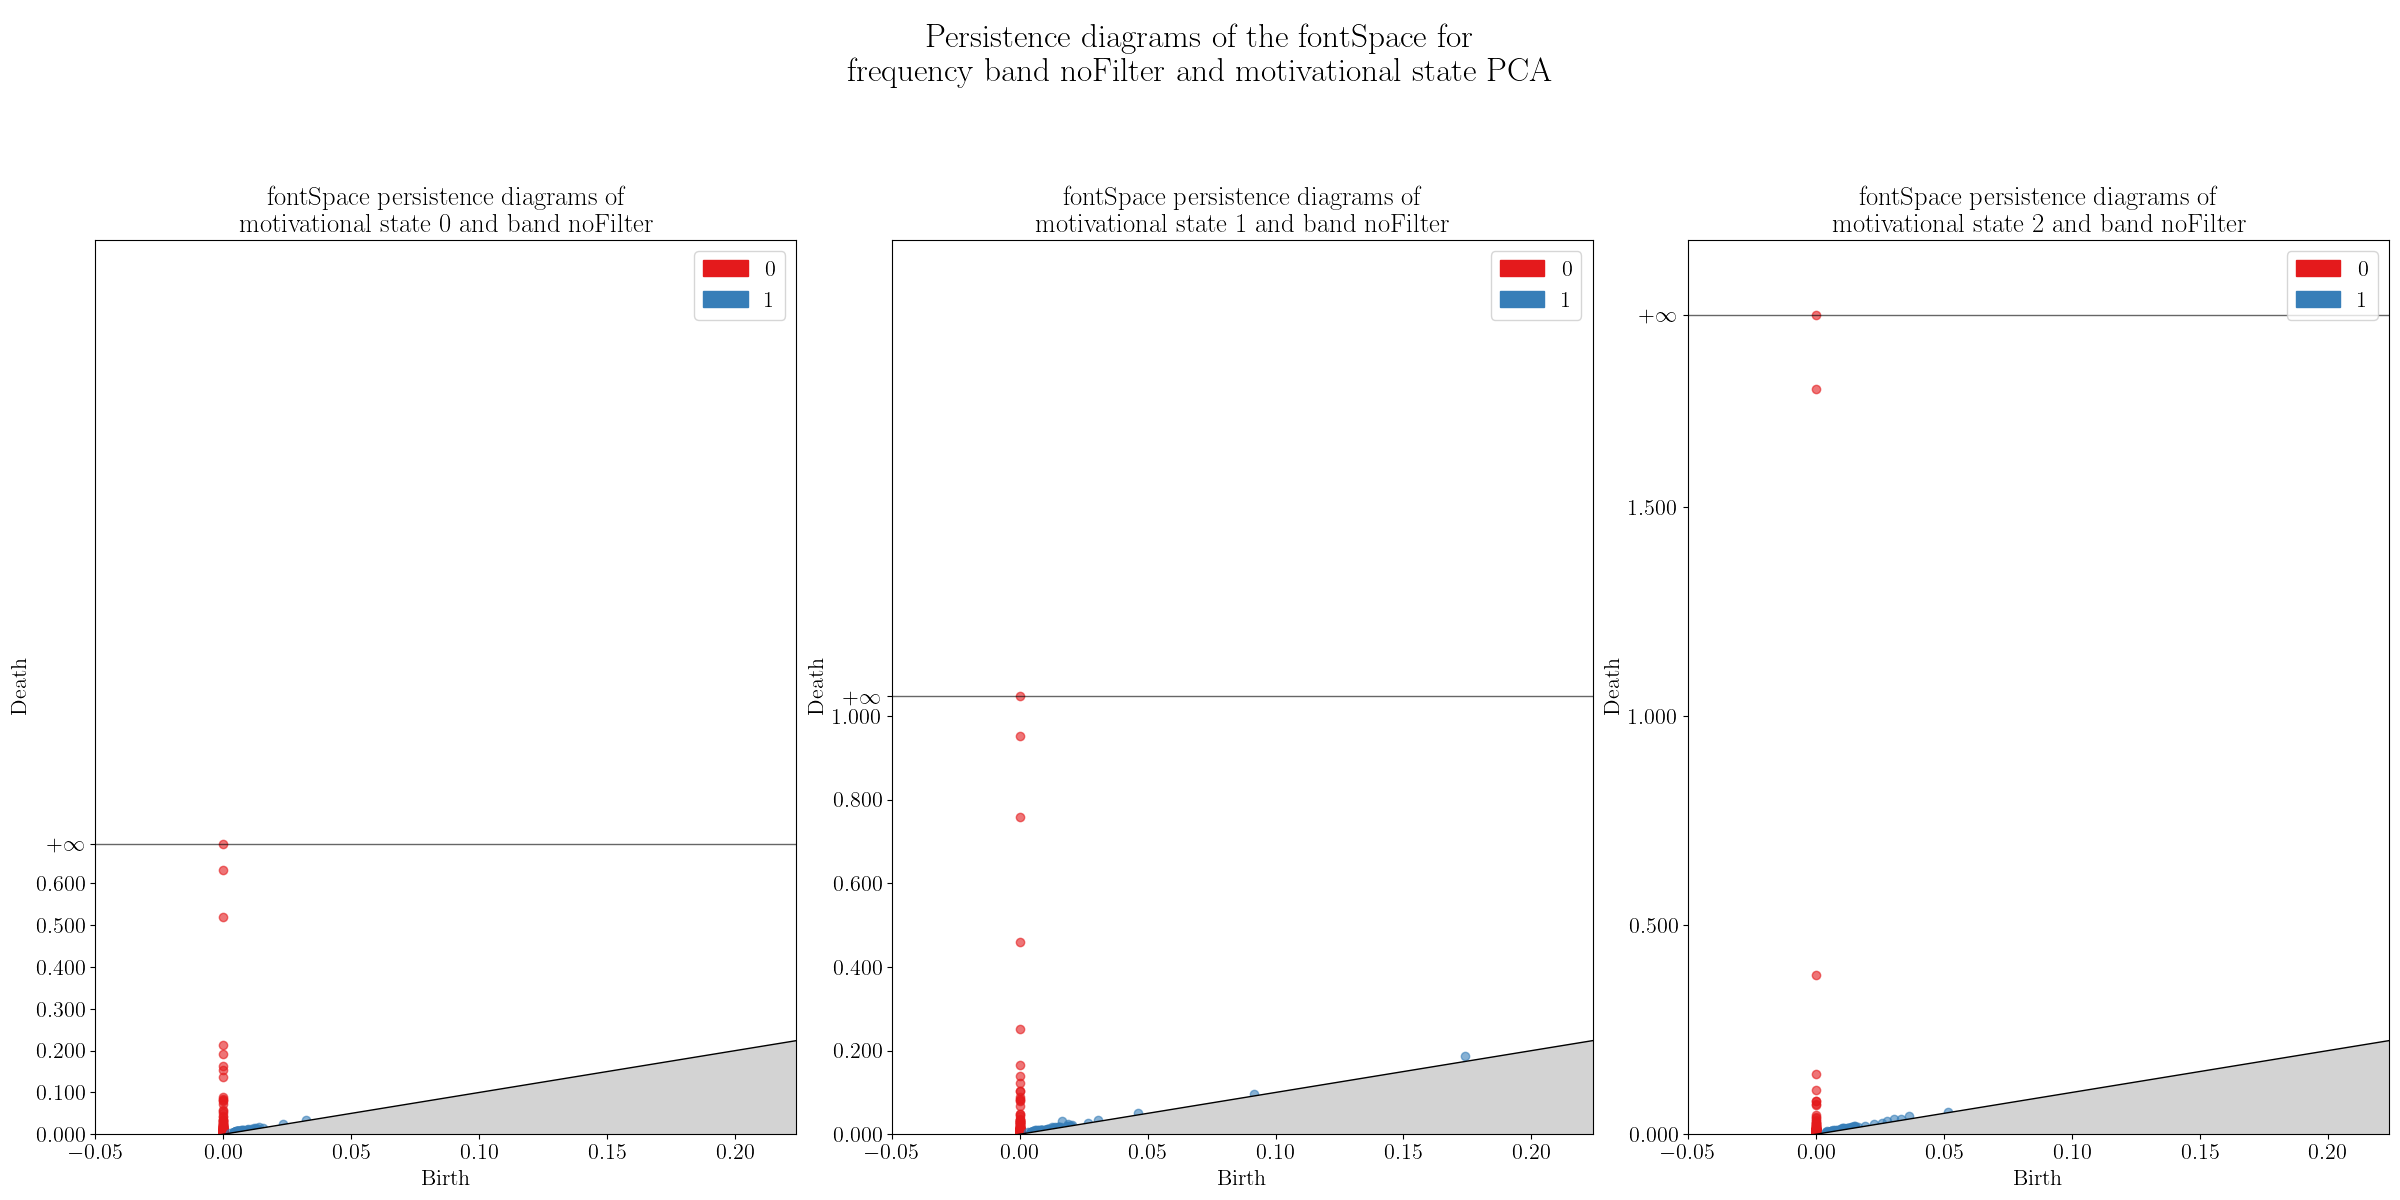 Persistence diagrams of the fontSpace for
frequency band noFilter and motivational state PCA
fontSpace persistence diagrams of
motivational state 0 and band noFilter
0
1
Death
+∞
0.600
0.500
0.400
0.300
0.200
0.100
0.000
−0.05 0.00 0.05 0.10 0.15 0.20
Birth
fontSpace persistence diagrams of
motivational state 1 and band noFilter
0
1
Death
+∞
1.000
0.800
0.600
0.400
0.200
0.000
−0.05 0.00 0.05 0.10 0.15 0.20
Birth
fontSpace persistence diagrams of
motivational state 2 and band noFilter
0
1
Death
+∞
1.500
1.000
0.500
0.000
−0.05 0.00 0.05 0.10 0.15 0.20
Birth